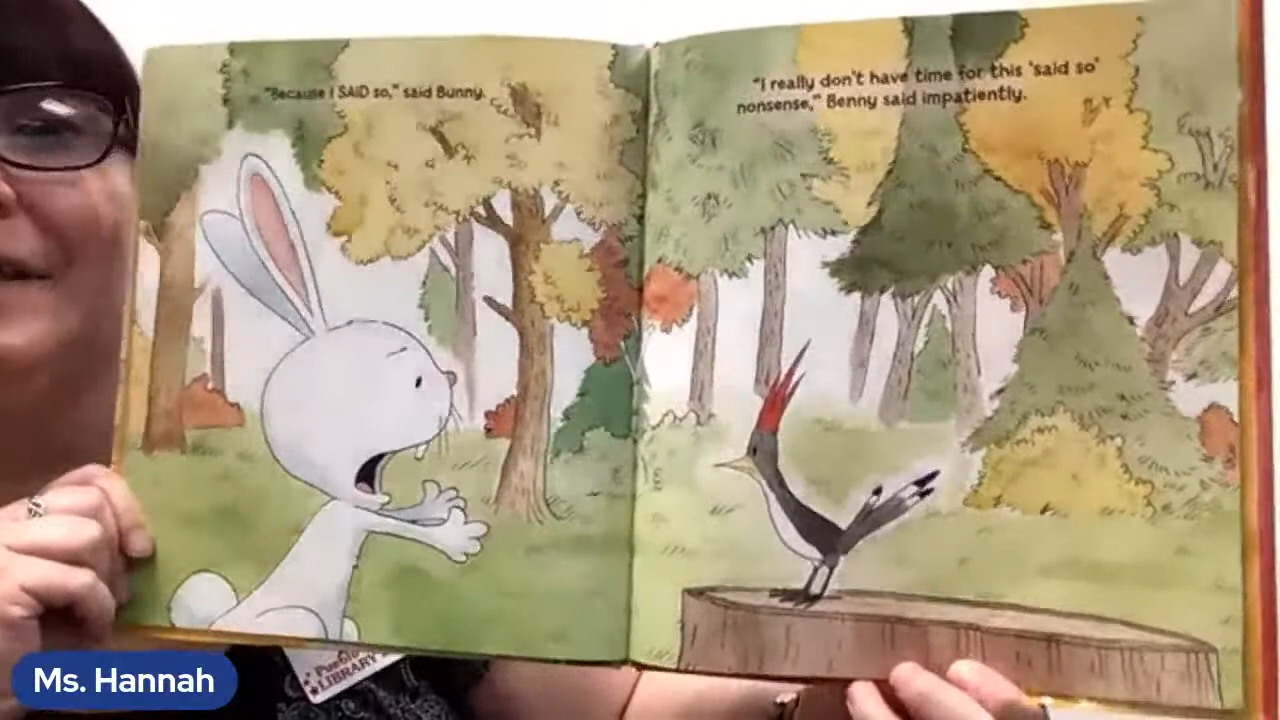 "Because I SAID so," said Bunny.
"I really don't have time for this 'said so'
nonsense," Benny said impatiently.
LIBRARY
Ms. Hannah